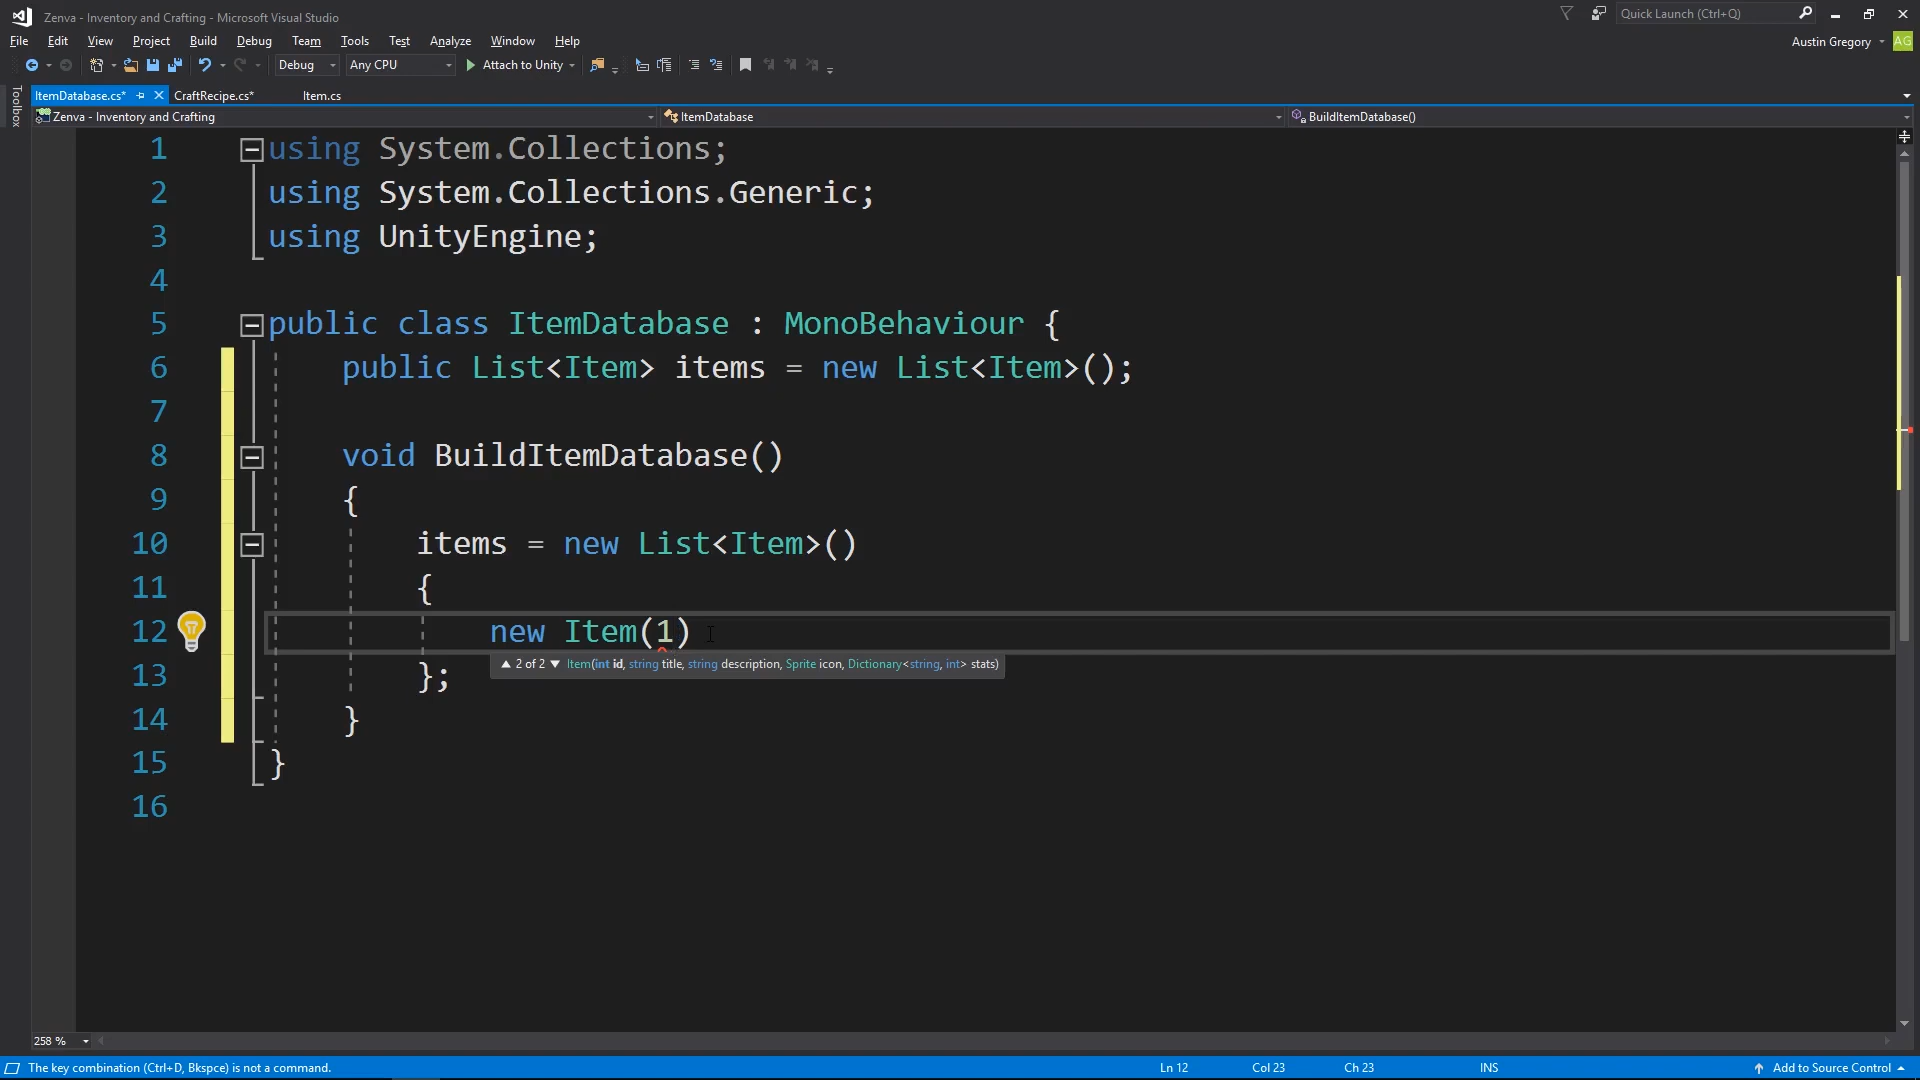 Zenva - Inventory and Crafting - Microsoft Visual Studio
Quick Launch (Ctrl+Q)
File Edit View Project Build Debug Team Tools Test Analyze Window Help
Austin Gregory AG
Debug Any CPU Attach to Unity
Toolbox
ItemDatabase.cs* CraftRecipe.cs* Item.cs
Zenva - Inventory and Crafting ItemDatabase BuildItemDatabase()
1 using System.Collections;
2 using System.Collections.Generic;
3 using UnityEngine;
4
5 public class ItemDatabase : MonoBehaviour {
6 public List<Item> items = new List<Item>();
7
8 void BuildItemDatabase()
9 {
10 items = new List<Item>()
11 {
12 new Item(1)
▲ 2 of 2 ▼ Item(int id, string title, string description, Sprite icon, Dictionary<string, int> stats)
13 };
14 }
15 }
16
258 %
The key combination (Ctrl+D, Bkspce) is not a command. Ln 12 Col 23 Ch 23 INS Add to Source Control